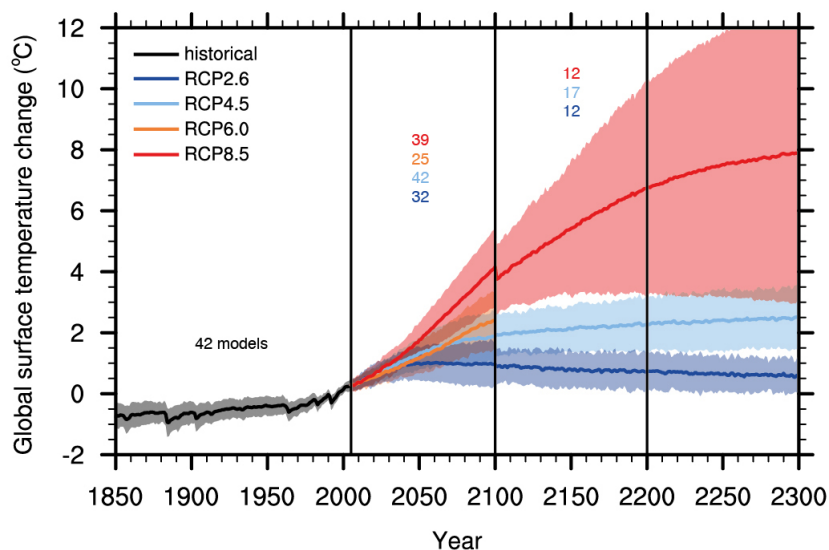 Global surface temperature change (°C)
12
10
8
6
4
2
0
-2
historical
RCP2.6
RCP4.5
RCP6.0
RCP8.5
42 models
39
25
42
32
12
17
12
1850 1900 1950 2000 2050 2100 2150 2200 2250 2300
Year